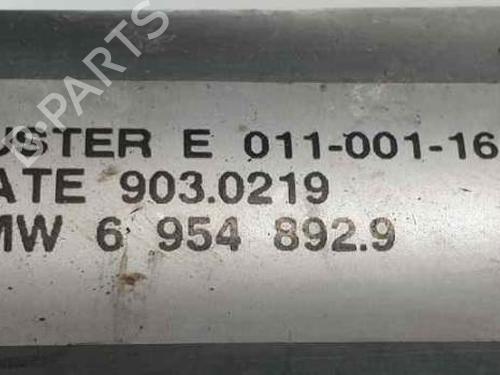 USTER E 011-001-16
ATE 903.0219
MW 6 954 892.9
B-PARTS